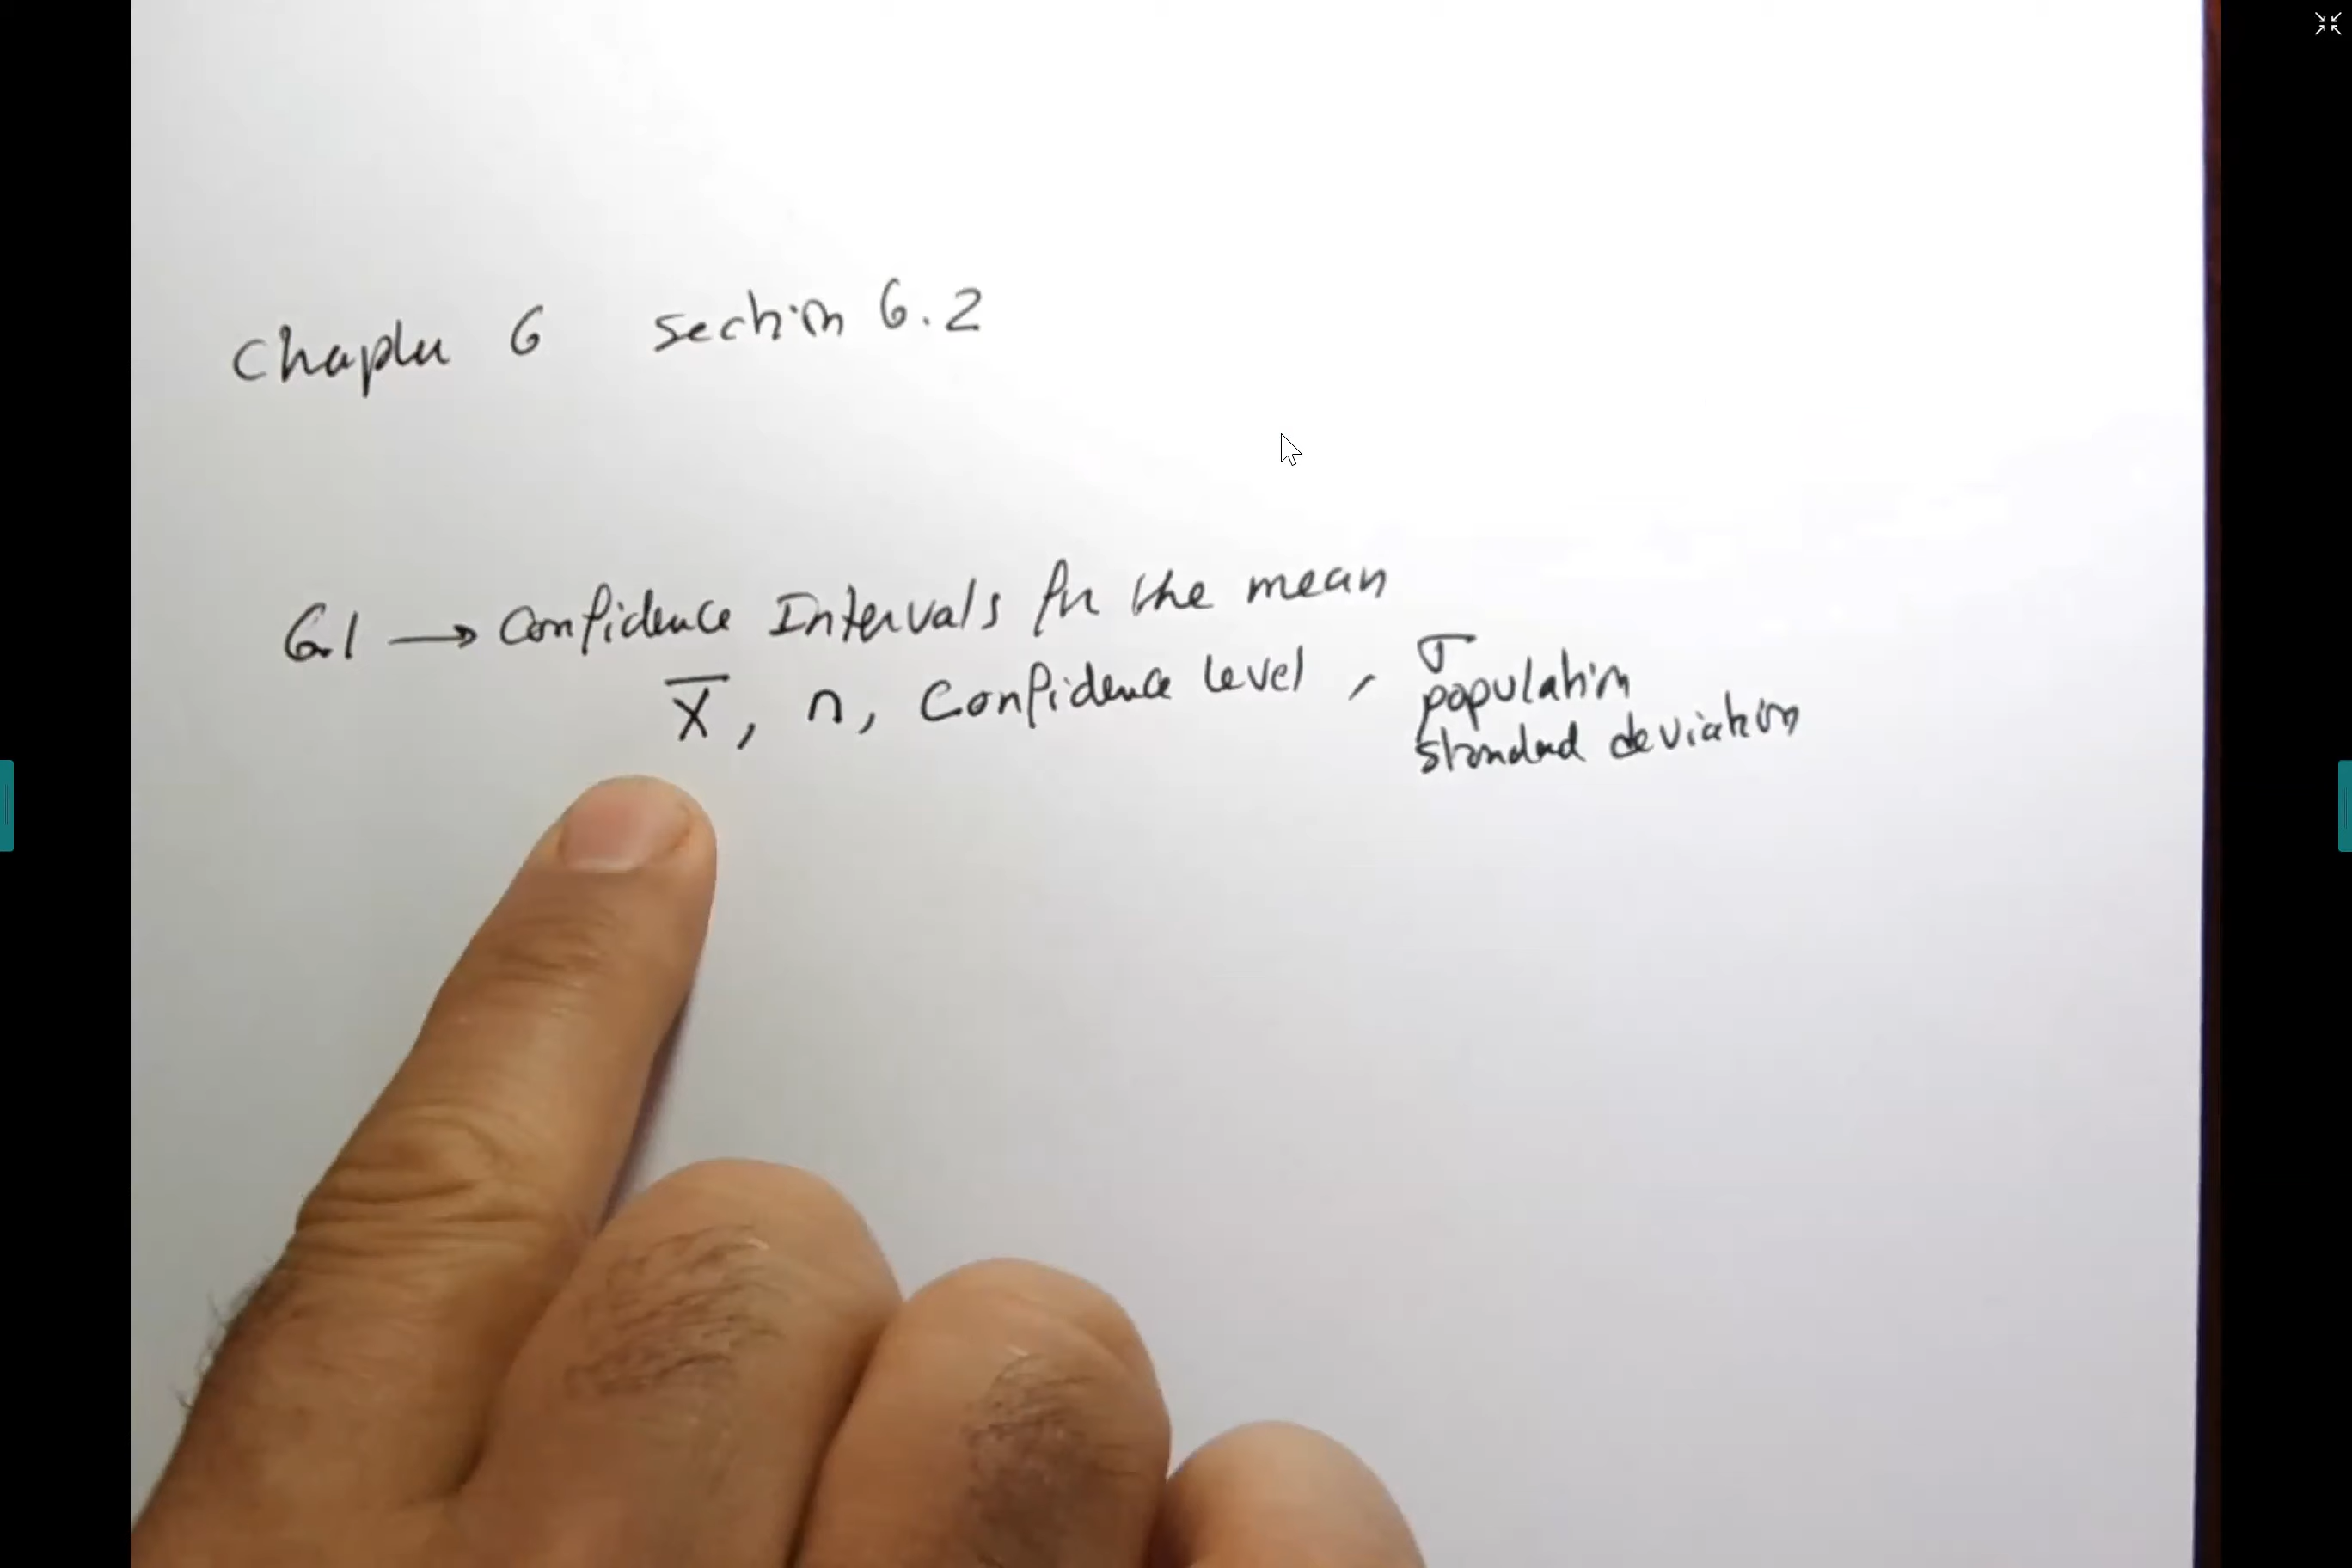 Chapter 6 section 6.2
6.1 → Confidence Intervals for the mean
X̅, n, Confidence level, σ
population
standard deviation